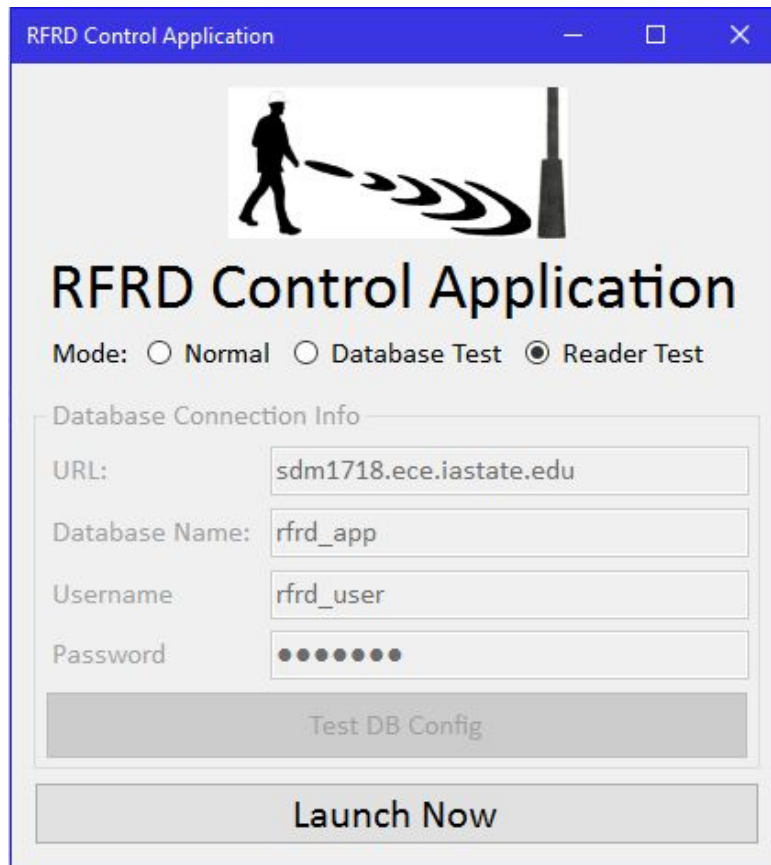 RFRD Control Application
RFRD Control Application
Mode: Normal Database Test Reader Test
Database Connection Info
URL: sdm1718.ece.iastate.edu
Database Name: rfrd_app
Username rfrd_user
Password ●●●●●●●
Test DB Config
Launch Now